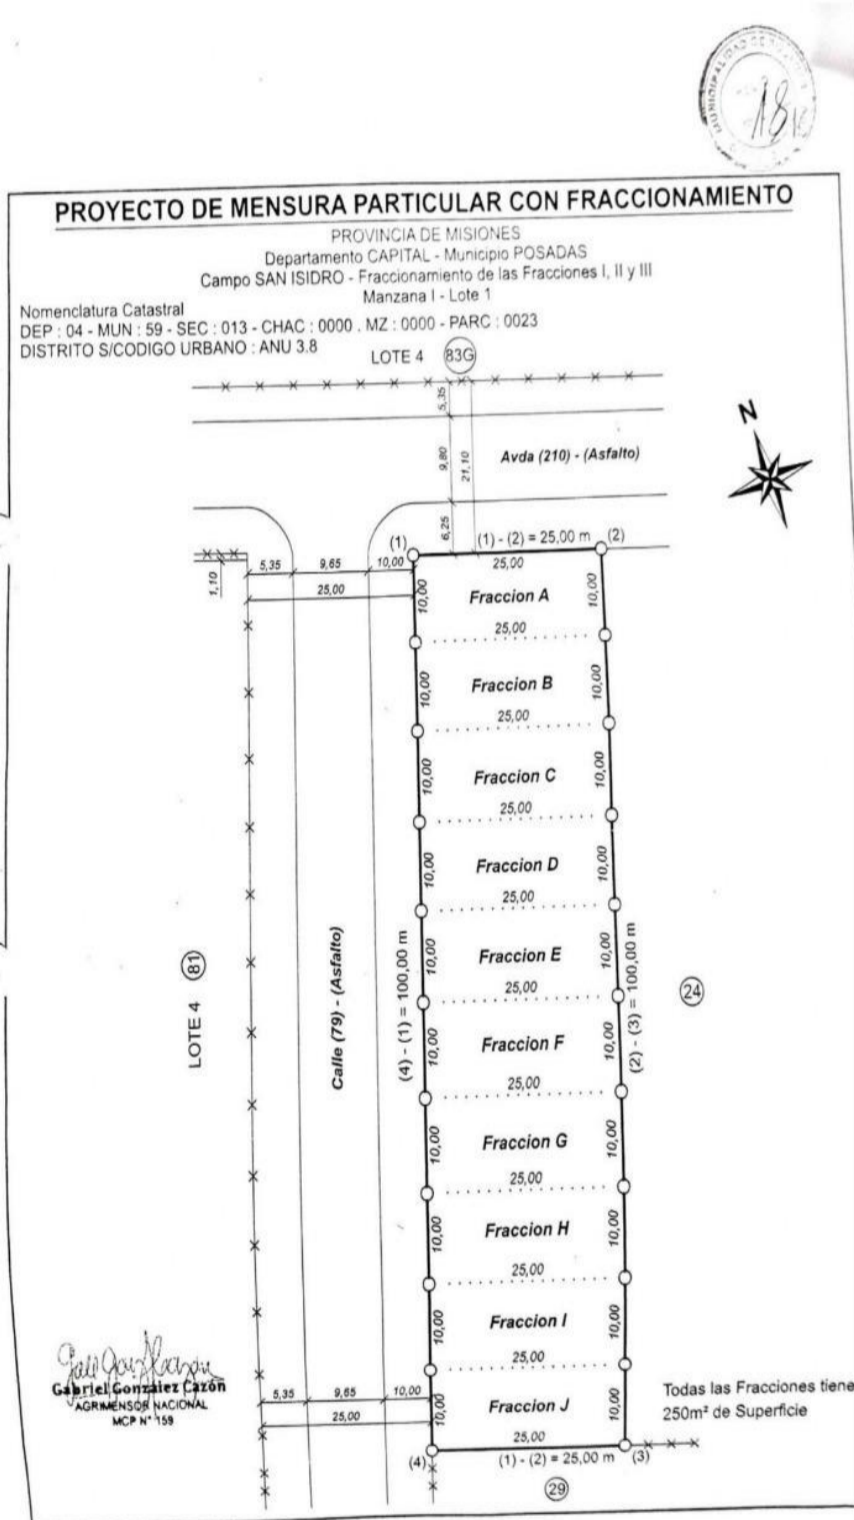 MUNICIPALIDAD DE
18
PROYECTO DE MENSURA PARTICULAR CON FRACCIONAMIENTO
PROVINCIA DE MISIONES
Departamento CAPITAL - Municipio POSADAS
Campo SAN ISIDRO - Fraccionamiento de las Fracciones I, II y III
Manzana I - Lote 1
Nomenclatura Catastral
DEP : 04 - MUN : 59 - SEC : 013 - CHAC : 0000 . MZ : 0000 - PARC : 0023
DISTRITO S/CODIGO URBANO : ANU 3.8
LOTE 4 83G
5,35
9,80
21,10
6,25
Avda (210) - (Asfalto)
N
(1)
(1) - (2) = 25,00 m
(2)
5,35
9,65
10,00
25,00
1,10
25,00
10,00
Fraccion A
10,00
25,00
10,00
Fraccion B
10,00
25,00
10,00
Fraccion C
10,00
25,00
10,00
Fraccion D
10,00
25,00
LOTE 4 81
Calle (79) - (Asfalto)
(4) - (1) = 100,00 m
10,00
Fraccion E
10,00
(2) - (3) = 100,00 m
24
25,00
10,00
Fraccion F
10,00
25,00
10,00
Fraccion G
10,00
25,00
10,00
Fraccion H
10,00
25,00
10,00
Fraccion I
10,00
25,00
5,35
9,65
10,00
25,00
10,00
Fraccion J
10,00
25,00
(4)
(1) - (2) = 25,00 m
(3)
29
Todas las Fracciones tiene
250m² de Superficie
Gabriel González Cazón
AGRIMENSOR NACIONAL
MCP N° 159